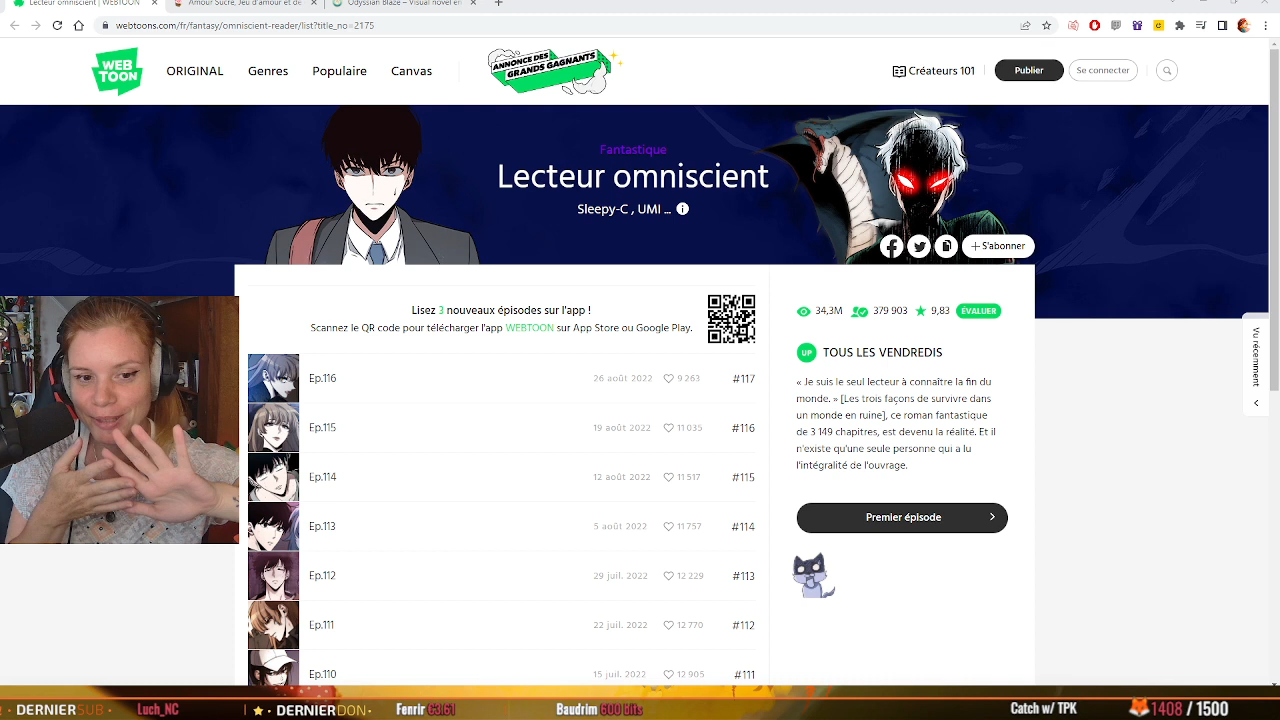 Lecteur omniscient | WEBTOON
Amour Sucré, Jeu d'amour et de
Odyssian Blaze – Visual novel en
webtoons.com/fr/fantasy/omniscient-reader/list?title_no=2175
WEB TOON
ORIGINAL
Genres
Populaire
Canvas
ANNONCE DES
GRANDS GAGNANTS
Créateurs 101
Publier
Se connecter
Fantastique
Lecteur omniscient
Sleepy-C , UMI ...
S'abonner
Lisez 3 nouveaux épisodes sur l'app !
Scannez le QR code pour télécharger l'app WEBTOON sur App Store ou Google Play.
Ep.116 26 août 2022 9 263 #117
Ep.115 19 août 2022 11 035 #116
Ep.114 12 août 2022 11 517 #115
Ep.113 5 août 2022 11 757 #114
Ep.112 29 juil. 2022 12 229 #113
Ep.111 22 juil. 2022 12 770 #112
Ep.110 15 juil. 2022 12 905 #111
34,3M 379 903 9,83 ÉVALUER
UP TOUS LES VENDREDIS
« Je suis le seul lecteur à connaître la fin du
monde. » [Les trois façons de survivre dans
un monde en ruine], ce roman fantastique
de 3 149 chapitres, est devenu la réalité. Et il
n'existe qu'une seule personne qui a lu
l'intégralité de l'ouvrage.
Premier épisode
Vu récemment
DERNIERSUB
Luch_NC
DERNIERDON
Fenrir €3.61
Baudrim 600 Bits
Catch w/ TPK
1408 / 1500